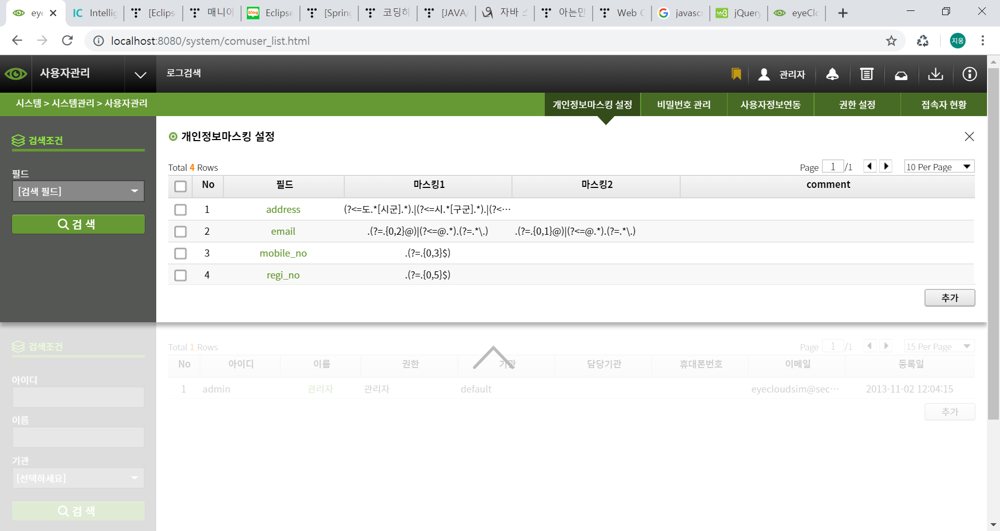 eye
Intellig
[Eclips
매니아
Eclipse
[Spring
코딩하
[JAVA/
자바 스
아는만
Web C
javascr
jQuery
eyeClo
localhost:8080/system/comuser_list.html
지웅
사용자관리
로그검색
관리자
시스템 > 시스템관리 > 사용자관리
개인정보마스킹 설정
비밀번호 관리
사용자정보연동
권한 설정
접속자 현황
검색조건
필드
[검색 필드]
검 색
개인정보마스킹 설정
Total 4 Rows
Page 1 /1
10 Per Page
No 필드 마스킹1 마스킹2 comment
1 address (?<=도.*[시군].*).|(?<=시.*[구군].*).|(?<···
2 email .(?=.{0,2}@)|(?<=@.*).(?=.*\.) .(?=.{0,1}@)|(?<=@.*).(?=.*\.)
3 mobile_no .(?=.{0,3}$)
4 regi_no .(?=.{0,5}$)
추가
검색조건
아이디
이름
기관
[선택하세요]
검 색
Total 1 Rows
Page 1 /1
15 Per Page
No 아이디 이름 권한 기관 담당기관 휴대폰번호 이메일 등록일
1 admin 관리자 관리자 default eyecloudsim@sec··· 2013-11-02 12:04:15
추가